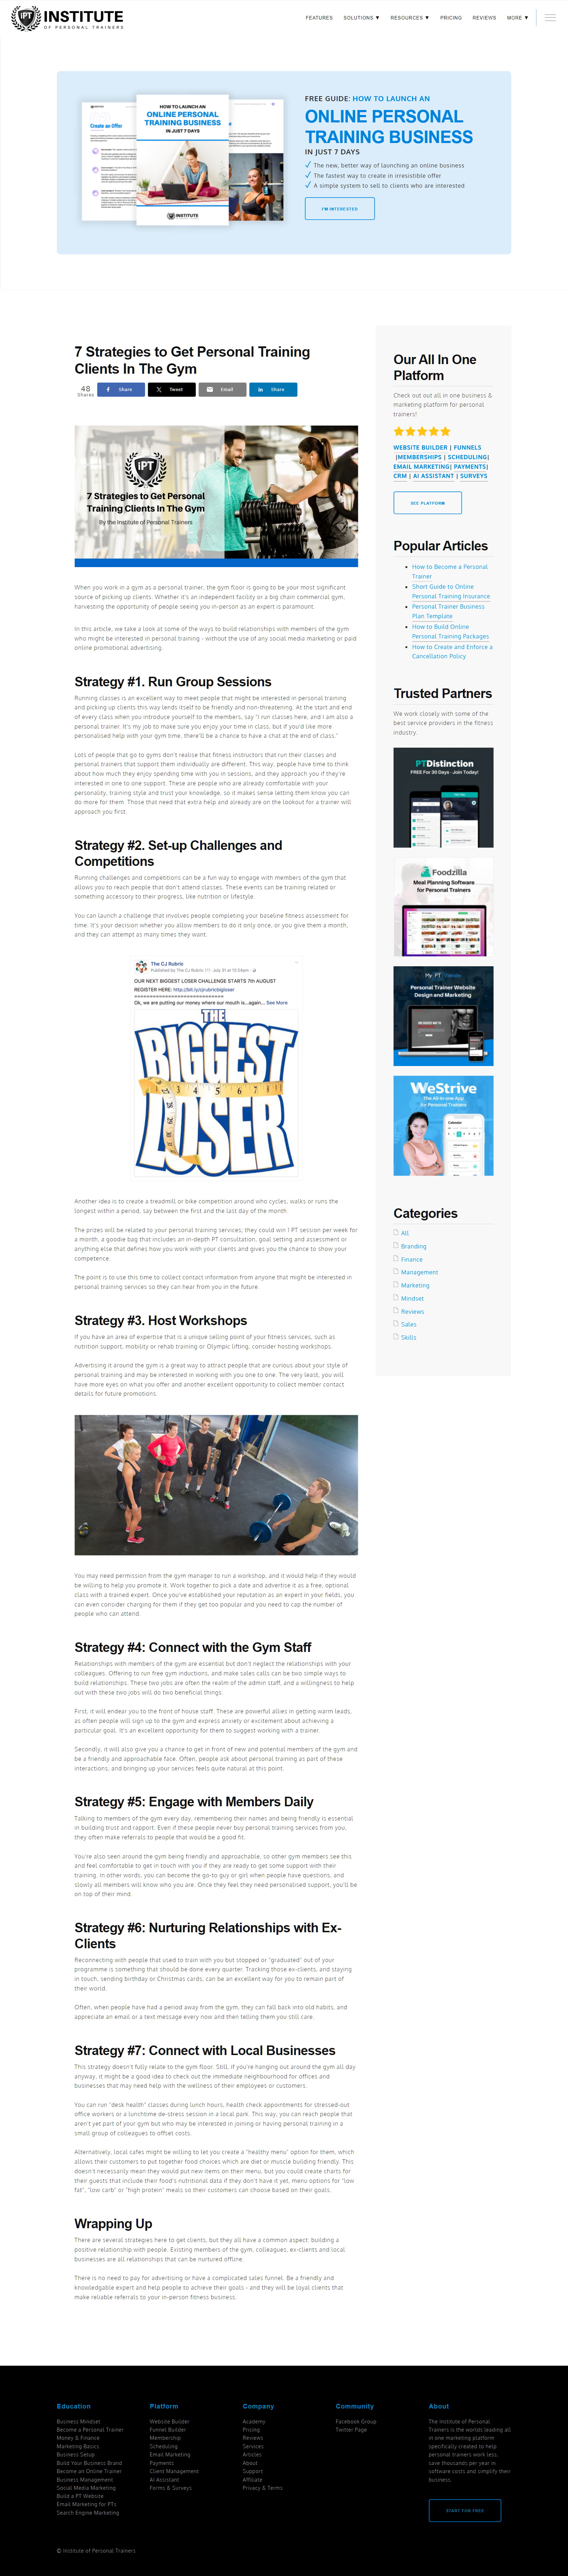 INSTITUTE
OF PERSONAL TRAINERS
FEATURES
SOLUTIONS ▼
RESOURCES ▼
PRICING
REVIEWS
MORE ▼
HOW TO LAUNCH AN
ONLINE PERSONAL
TRAINING BUSINESS
IN JUST 7 DAYS
Create an Offer
INSTITUTE
FREE GUIDE: HOW TO LAUNCH AN
ONLINE PERSONAL
TRAINING BUSINESS
IN JUST 7 DAYS
The new, better way of launching an online business
The fastest way to create in irresistible offer
A simple system to sell to clients who are interested
I'M INTERESTED
7 Strategies to Get Personal Training
Clients In The Gym
48
Shares
Share
Tweet
Email
Share
IPT
7 Strategies to Get Personal
Training Clients In The Gym
By the Institute of Personal Trainers
When you work in a gym as a personal trainer, the gym floor is going to be your most significant
source of picking up clients. Whether it's an independent facility or a big chain commercial gym,
harvesting the opportunity of people seeing you in-person as an expert is paramount.
In this article, we take a look at some of the ways to build relationships with members of the gym
who might be interested in personal training - without the use of any social media marketing or paid
online promotional advertising.
Strategy #1. Run Group Sessions
Running classes is an excellent way to meet people that might be interested in personal training
and picking up clients this way lends itself to be friendly and non-threatening. At the start and end
of every class when you introduce yourself to the members, say "I run classes here, and I am also a
personal trainer. It's my job to make sure you enjoy your time in class, but if you'd like more
personalised help with your gym time, there'll be a chance to have a chat at the end of class."
Lots of people that go to gyms don't realise that fitness instructors that run their classes and
personal trainers that support them individually are different. This way, people have time to think
about how much they enjoy spending time with you in sessions, and they approach you if they're
interested in one to one support. These are people who are already comfortable with your
personality, training style and trust your knowledge, so it makes sense letting them know you can
do more for them. Those that need that extra help and already are on the lookout for a trainer will
approach you first.
Strategy #2. Set-up Challenges and
Competitions
Running challenges and competitions can be a fun way to engage with members of the gym that
allows you to reach people that don't attend classes. These events can be training related or
something accessory to their progress, like nutrition or lifestyle.
You can launch a challenge that involves people completing your baseline fitness assessment for
time. It's your decision whether you allow members to do it only once, or you give them a month,
and they can attempt as many times they want.
The CJ Rubric
Published by The CJ Rubric · July 31 at 10:04pm ·
OUR NEXT BIGGEST LOSER CHALLENGE STARTS 7th AUGUST
REGISTER HERE: http://bit.ly/cjrubricbigloser
Ok, we are putting our money where our mouth is...again... See More
THE
BIGGEST
LOSER
Another idea is to create a treadmill or bike competition around who cycles, walks or runs the
longest within a period, say between the first and the last day of the month.
The prizes will be related to your personal training services; they could win 1 PT session per week for
a month, a goodie bag that includes an in-depth PT consultation, goal setting and assessment or
anything else that defines how you work with your clients and gives you the chance to show your
competence.
The point is to use this time to collect contact information from anyone that might be interested in
personal training services so they can hear from you in the future.
Strategy #3. Host Workshops
If you have an area of expertise that is a unique selling point of your fitness services, such as
nutrition support, mobility or rehab training or Olympic lifting, consider hosting workshops.
Advertising it around the gym is a great way to attract people that are curious about your style of
personal training and may be interested in working with you one to one. The very least, you will
have more eyes on what you offer and another excellent opportunity to collect member contact
details for future promotions.
You may need permission from the gym manager to run a workshop, and it would help if they would
be willing to help you promote it. Work together to pick a date and advertise it as a free, optional
class with a trained expert. Once you've established your reputation as an expert in your fields, you
can even consider charging for them if they get too popular and you need to cap the number of
people who can attend.
Strategy #4: Connect with the Gym Staff
Relationships with members of the gym are essential but don't neglect the relationships with your
colleagues. Offering to run free gym inductions, and make sales calls can be two simple ways to
build relationships. These two jobs are often the realm of the admin staff, and a willingness to help
out with these two jobs will do two beneficial things.
First, it will endear you to the front of house staff. These are powerful allies in getting warm leads,
as often people will sign up to the gym and express anxiety or excitement about achieving a
particular goal. It's an excellent opportunity for them to suggest working with a trainer.
Secondly, it will also give you a chance to get in front of new and potential members of the gym and
be a friendly and approachable face. Often, people ask about personal training as part of these
interactions, and bringing up your services feels quite natural at this point.
Strategy #5: Engage with Members Daily
Talking to members of the gym every day, remembering their names and being friendly is essential
in building trust and rapport. Even if these people never buy personal training services from you,
they often make referrals to people that would be a good fit.
You're also seen around the gym being friendly and approachable, so other gym members see this
and feel comfortable to get in touch with you if they are ready to get some support with their
training. In other words, you can become the go-to guy or girl when people have questions, and
slowly all members will know who you are. Once they feel they need personalised support, you'll be
on top of their mind.
Strategy #6: Nurturing Relationships with Ex-
Clients
Reconnecting with people that used to train with you but stopped or "graduated" out of your
programme is something that should be done every quarter. Tracking those ex-clients, and staying
in touch, sending birthday or Christmas cards, can be an excellent way for you to remain part of
their world.
Often, when people have had a period away from the gym, they can fall back into old habits, and
appreciate an email or a text message every now and then telling them you still care.
Strategy #7: Connect with Local Businesses
This strategy doesn't fully relate to the gym floor. Still, if you're hanging out around the gym all day
anyway, it might be a good idea to check out the immediate neighbourhood for offices and
businesses that may need help with the wellness of their employees or customers.
You can run "desk health" classes during lunch hours, health check appointments for stressed-out
office workers or a lunchtime de-stress session in a local park. This way, you can reach people that
aren't yet part of your gym but who may be interested in joining or having personal training in a
small group of colleagues to offset costs.
Alternatively, local cafes might be willing to let you create a "healthy menu" option for them, which
allows their customers to put together food choices which are diet or muscle building friendly. This
doesn't necessarily mean they would put new items on their menu, but you could create charts for
their guests that include their food's nutritional data if they don't have it yet, menu options for "low
fat", "low carb" or "high protein" meals so their customers can choose based on their goals.
Wrapping Up
There are several strategies here to get clients, but they all have a common aspect: building a
positive relationship with people. Existing members of the gym, colleagues, ex-clients and local
businesses are all relationships that can be nurtured offline.
There is no need to pay for advertising or have a complicated sales funnel. Be a friendly and
knowledgable expert and help people to achieve their goals - and they will be loyal clients that
make reliable referrals to your in-person fitness business.
Our All In One
Platform
Check out out all in one business &
marketing platform for personal
trainers!
WEBSITE BUILDER | FUNNELS
|MEMBERSHIPS | SCHEDULING|
EMAIL MARKETING| PAYMENTS|
CRM | AI ASSISTANT | SURVEYS
SEE PLATFORM
Popular Articles
How to Become a Personal
Trainer
Short Guide to Online
Personal Training Insurance
Personal Trainer Business
Plan Template
How to Build Online
Personal Training Packages
How to Create and Enforce a
Cancellation Policy
Trusted Partners
We work closely with some of the
best service providers in the fitness
industry.
PTDistinction
FREE For 30 Days - Join Today!
Foodzilla
Meal Planning Software
for Personal Trainers
My PT Website
Personal Trainer Website
Design and Marketing
WeStrive
The All-In-One App
for Personal Trainers
Categories
All
Branding
Finance
Management
Marketing
Mindset
Reviews
Sales
Skills
Education
Business Mindset
Become a Personal Trainer
Money & Finance
Marketing Basics
Business Setup
Build Your Business Brand
Become an Online Trainer
Business Management
Social Media Marketing
Build a PT Website
Email Marketing for PTs
Search Engine Marketing
Platform
Website Builder
Funnel Builder
Membership
Scheduling
Email Marketing
Payments
Client Management
AI Assistant
Forms & Surveys
Company
Academy
Pricing
Reviews
Services
Articles
About
Support
Affiliate
Privacy & Terms
Community
Facebook Group
Twitter Page
About
The Institute of Personal
Trainers is the worlds leading all
in one marketing platform
specifically created to help
personal trainers work less,
save thousands per year in
software costs and simplify their
business.
START FOR FREE
© Institute of Personal Trainers